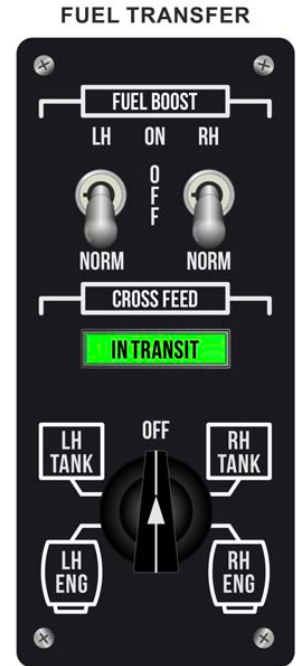 FUEL TRANSFER
FUEL BOOST
LH ON RH
OFF
NORM NORM
CROSS FEED
IN TRANSIT
OFF
LH
TANK
RH
TANK
LH
ENG
RH
ENG